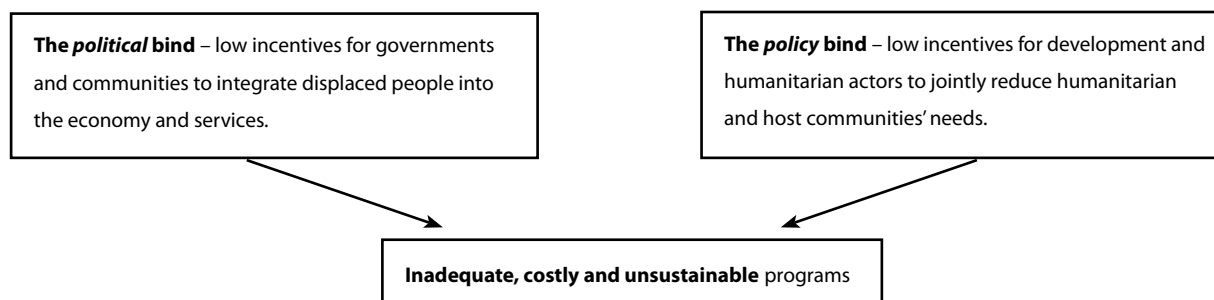 The political bind – low incentives for governments
and communities to integrate displaced people into
the economy and services.
The policy bind – low incentives for development and
humanitarian actors to jointly reduce humanitarian
and host communities’ needs.
Inadequate, costly and unsustainable programs